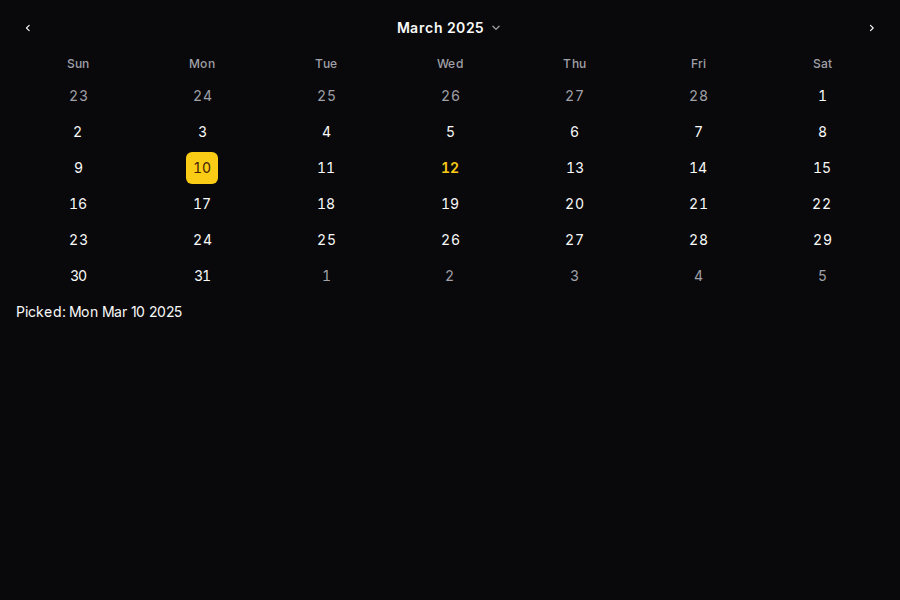 March 2025
Sun Mon Tue Wed Thu Fri Sat
23 24 25 26 27 28 1
2 3 4 5 6 7 8
9 10 11 12 13 14 15
16 17 18 19 20 21 22
23 24 25 26 27 28 29
30 31 1 2 3 4 5
Picked: Mon Mar 10 2025